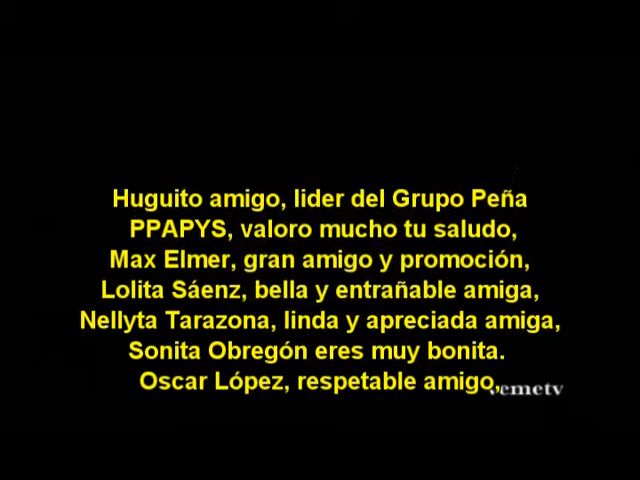 Huguito amigo, lider del Grupo Peña
PPAPYS, valoro mucho tu saludo,
Max Elmer, gran amigo y promoción,
Lolita Sáenz, bella y entrañable amiga,
Nellyta Tarazona, linda y apreciada amiga,
Sonita Obregón eres muy bonita.
Oscar López, respetable amigo,